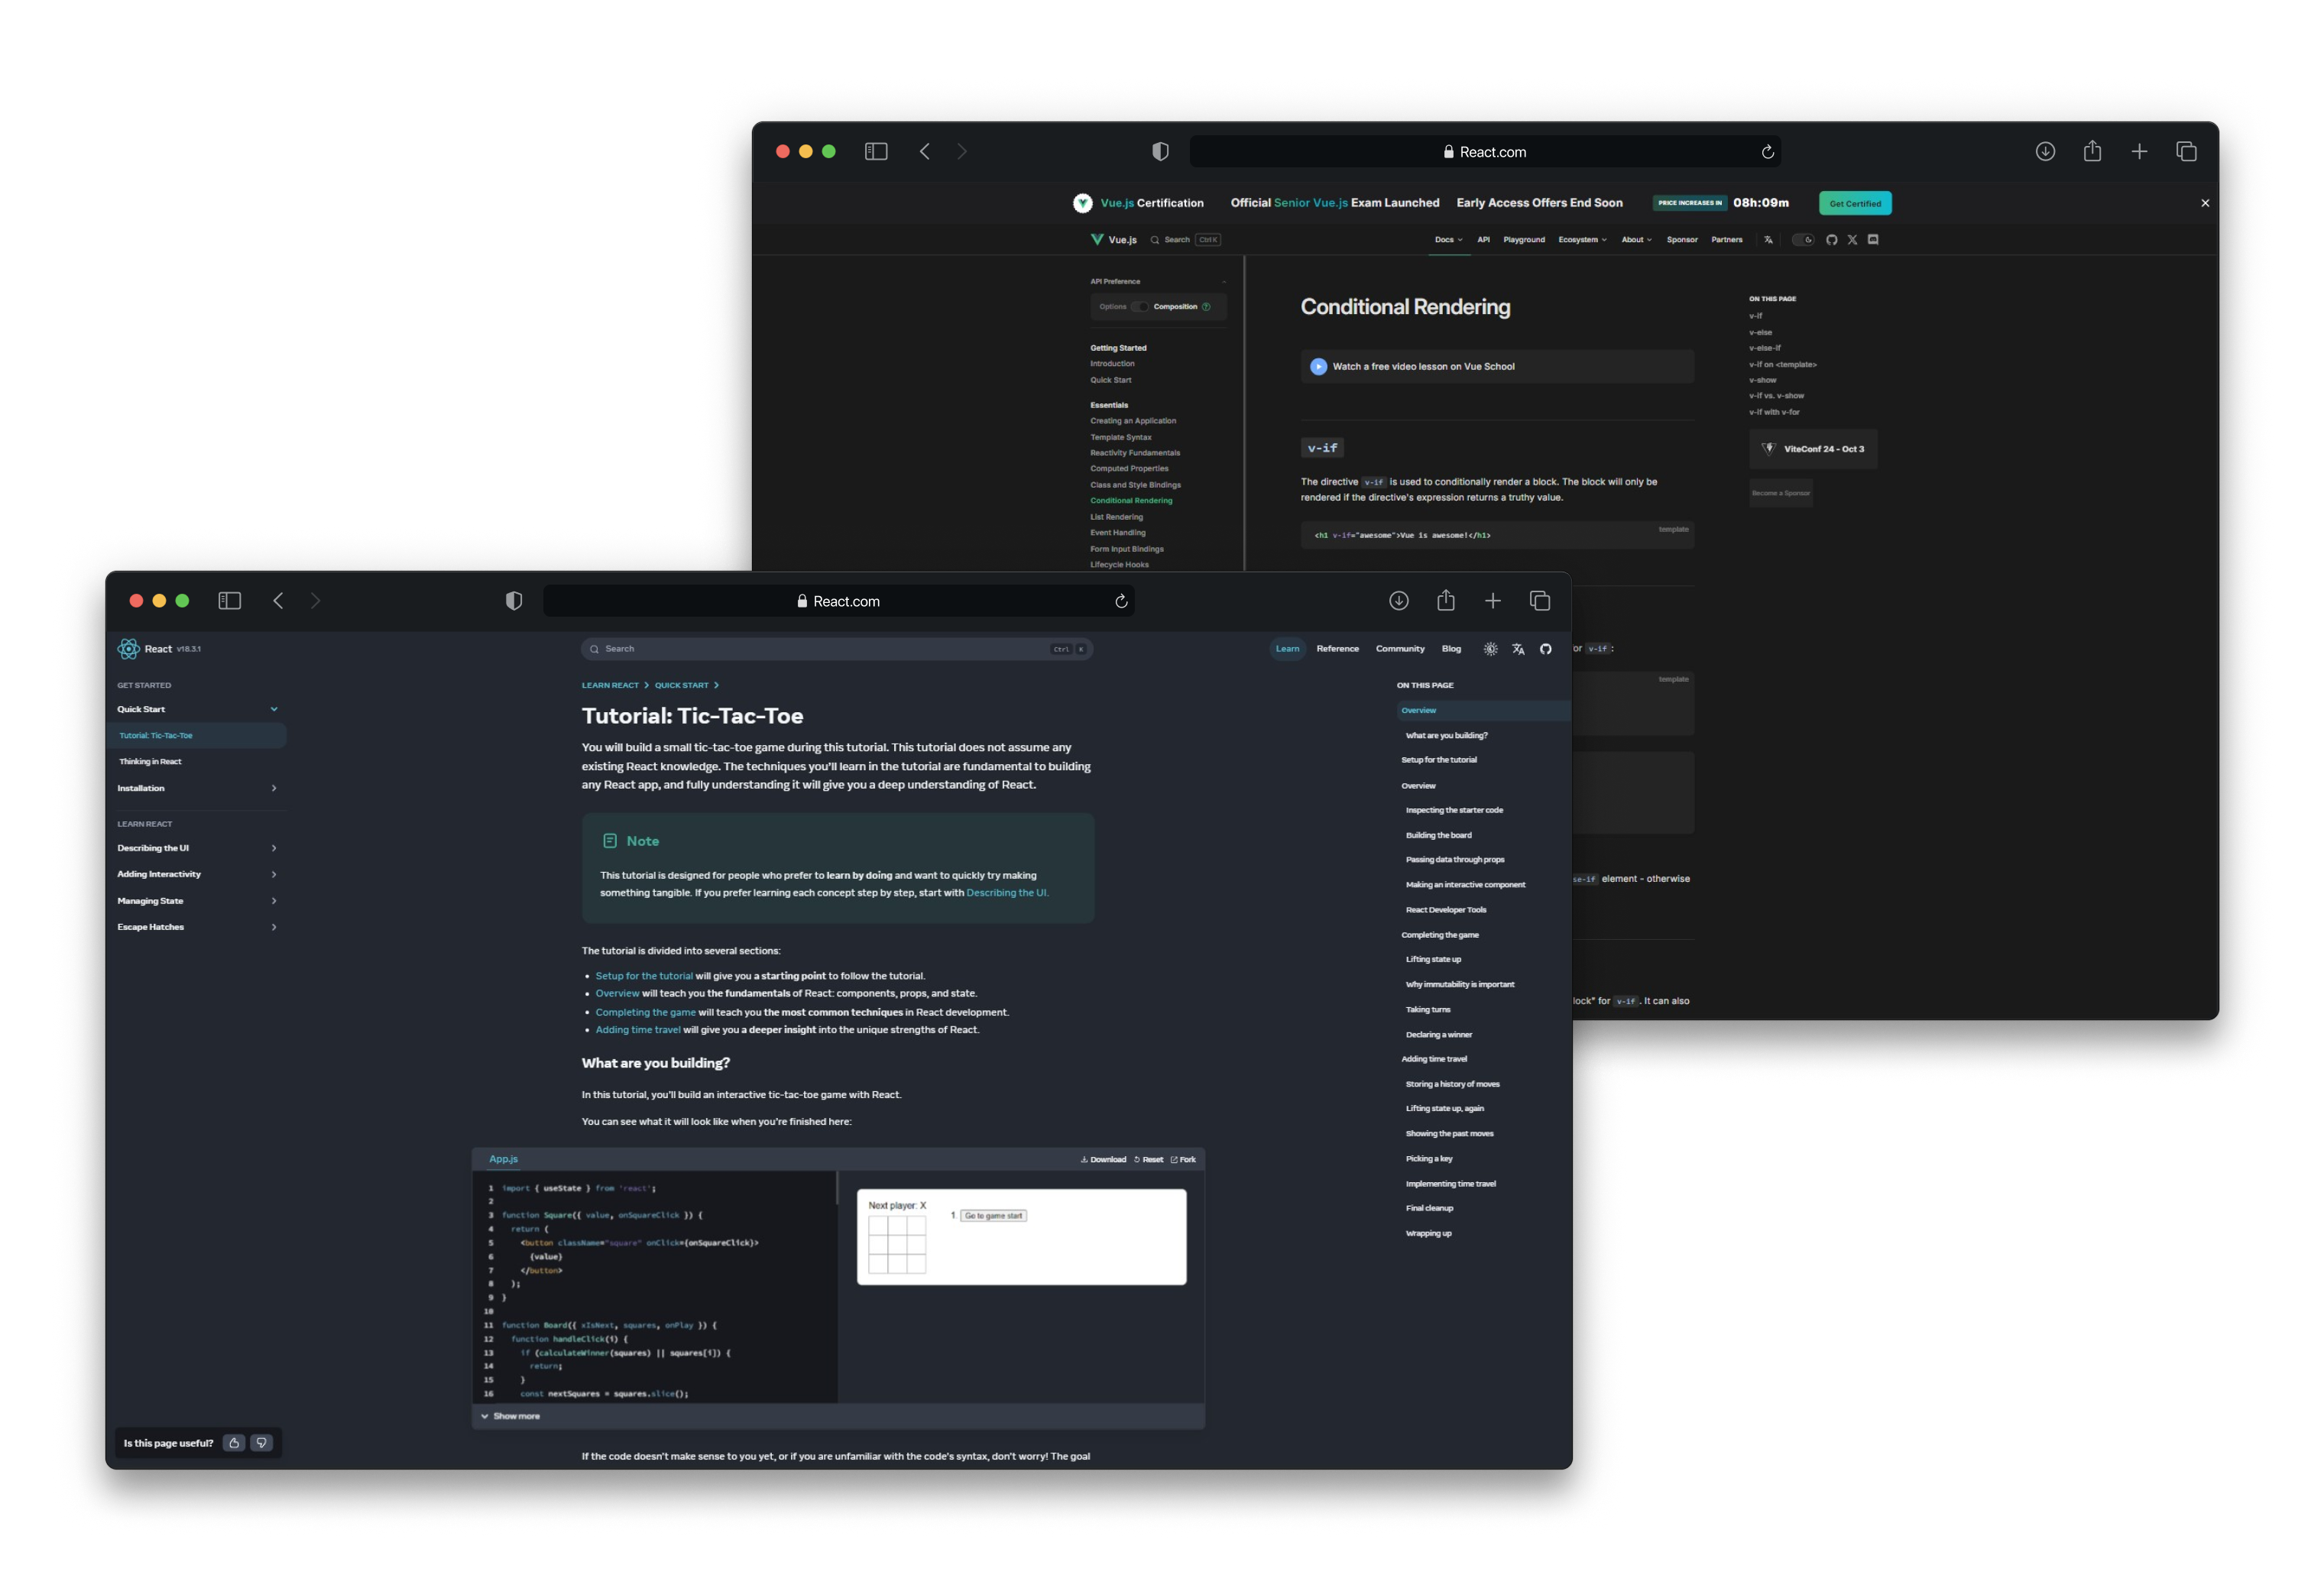 React.com
Vue.js Certification
Official Senior Vue.js Exam Launched
Early Access Offers End Soon
PRICE INCREASES IN
08h:09m
Get Certified
Vue.js
Search
Ctrl K
Docs
API
Playground
Ecosystem
About
Sponsor
Partners
API Preference
Options
Composition
?
Getting Started
Introduction
Quick Start
Essentials
Creating an Application
Template Syntax
Reactivity Fundamentals
Computed Properties
Class and Style Bindings
Conditional Rendering
List Rendering
Event Handling
Form Input Bindings
Lifecycle Hooks
Conditional Rendering
Watch a free video lesson on Vue School
v-if
The directive v-if is used to conditionally render a block. The block will only be
rendered if the directive's expression returns a truthy value.
template
<h1 v-if="awesome">Vue is awesome!</h1>
or v-if :
template
se-if element - otherwise
lock" for v-if . It can also
ON THIS PAGE
v-if
v-else
v-else-if
v-if on <template>
v-show
v-if vs. v-show
v-if with v-for
ViteConf 24 - Oct 3
Become a Sponsor
React.com
React v18.3.1
Search
Ctrl K
Learn
Reference
Community
Blog
GET STARTED
Quick Start
Tutorial: Tic-Tac-Toe
Thinking in React
Installation
LEARN REACT
Describing the UI
Adding Interactivity
Managing State
Escape Hatches
Is this page useful?
LEARN REACT > QUICK START >
Tutorial: Tic-Tac-Toe
You will build a small tic-tac-toe game during this tutorial. This tutorial does not assume any
existing React knowledge. The techniques you'll learn in the tutorial are fundamental to building
any React app, and fully understanding it will give you a deep understanding of React.
Note
This tutorial is designed for people who prefer to learn by doing and want to quickly try making
something tangible. If you prefer learning each concept step by step, start with Describing the UI.
The tutorial is divided into several sections:
• Setup for the tutorial will give you a starting point to follow the tutorial.
• Overview will teach you the fundamentals of React: components, props, and state.
• Completing the game will teach you the most common techniques in React development.
• Adding time travel will give you a deeper insight into the unique strengths of React.
What are you building?
In this tutorial, you'll build an interactive tic-tac-toe game with React.
You can see what it will look like when you're finished here:
App.js
Download
Reset
Fork
1 import { useState } from 'react';
2
3 function Square({ value, onSquareClick }) {
4 return (
5 <button className="square" onClick={onSquareClick}>
6 {value}
7 </button>
8 );
9 }
10
11 function Board({ xIsNext, squares, onPlay }) {
12 function handleClick(i) {
13 if (calculateWinner(squares) || squares[i]) {
14 return;
15 }
16 const nextSquares = squares.slice();
Show more
Next player: X
1. Go to game start
If the code doesn't make sense to you yet, or if you are unfamiliar with the code's syntax, don't worry! The goal
ON THIS PAGE
Overview
What are you building?
Setup for the tutorial
Overview
Inspecting the starter code
Building the board
Passing data through props
Making an interactive component
React Developer Tools
Completing the game
Lifting state up
Why immutability is important
Taking turns
Declaring a winner
Adding time travel
Storing a history of moves
Lifting state up, again
Showing the past moves
Picking a key
Implementing time travel
Final cleanup
Wrapping up